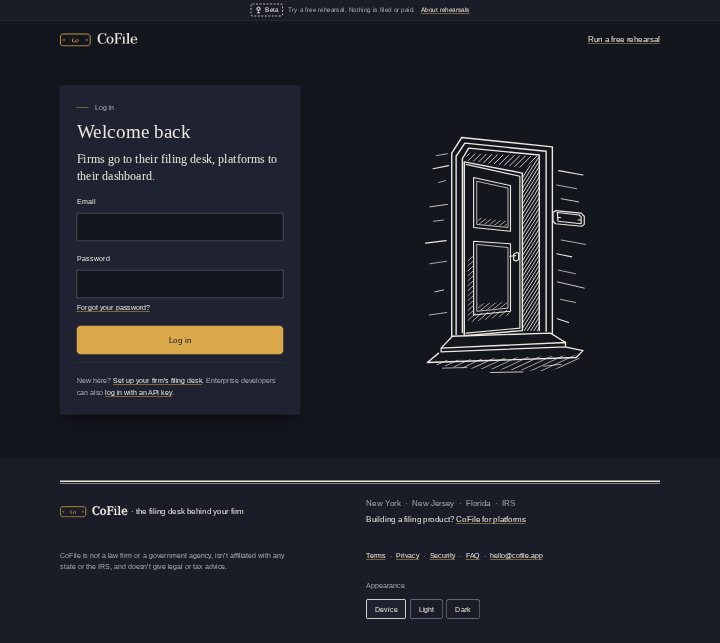 Beta Try a free rehearsal. Nothing is filed or paid. About rehearsals
Co CoFile
Run a free rehearsal
Log in
Welcome back
Firms go to their filing desk, platforms to
their dashboard.
Email
Password
Forgot your password?
Log in
New here? Set up your firm's filing desk. Enterprise developers
can also log in with an API key.
Co CoFile · the filing desk behind your firm
CoFile is not a law firm or a government agency, isn't affiliated with any
state or the IRS, and doesn't give legal or tax advice.
New York · New Jersey · Florida · IRS
Building a filing product? CoFile for platforms
Terms · Privacy · Security · FAQ · hello@cofile.app
Appearance
Device Light Dark